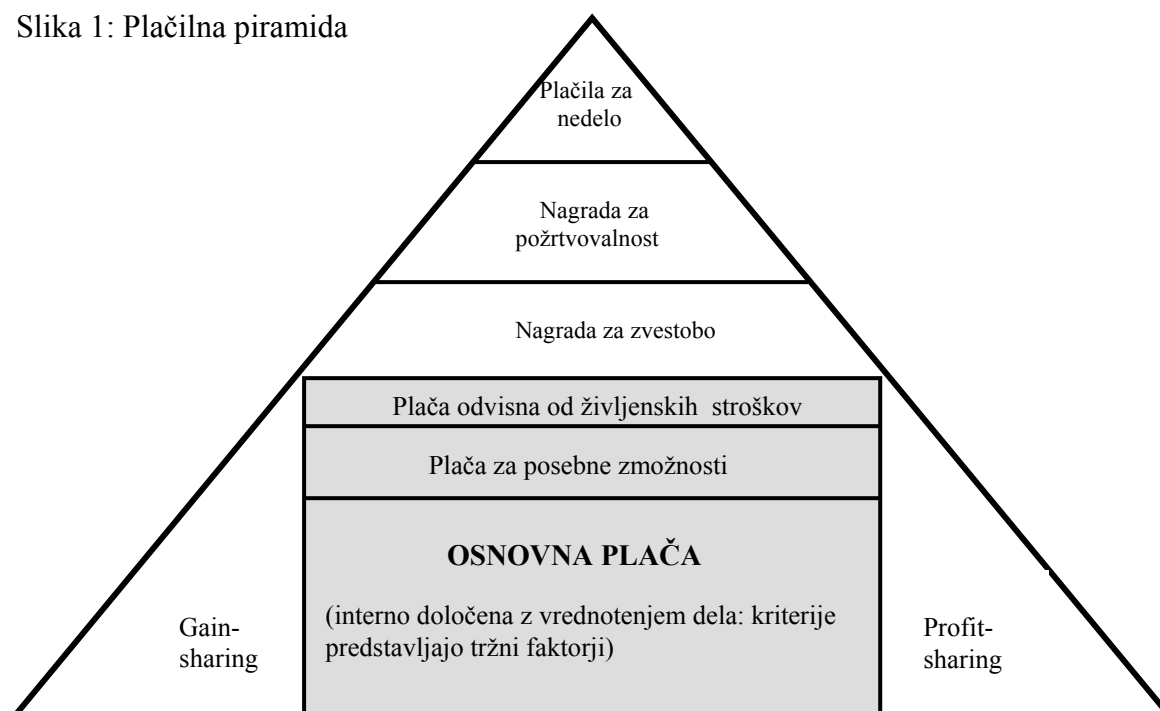 Slika 1: Plačilna piramida
Plačila za
nedelo
Nagrada za
požrtvovalnost
Nagrada za zvestobo
Plača odvisna od življenskih stroškov
Plača za posebne zmožnosti
OSNOVNA PLAČA
(interno določena z vrednotenjem dela: kriterije
predstavljajo tržni faktorji)
Gain-
sharing
Profit-
sharing